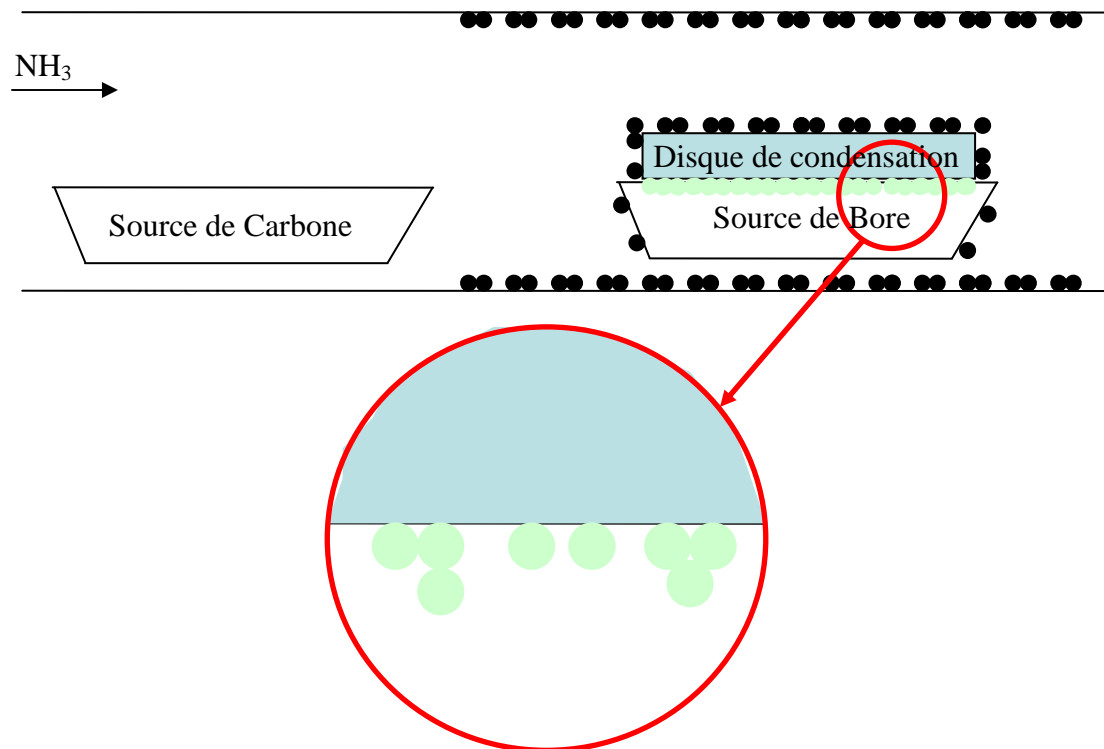 NH₃
Disque de condensation
Source de Carbone
Source de Bore